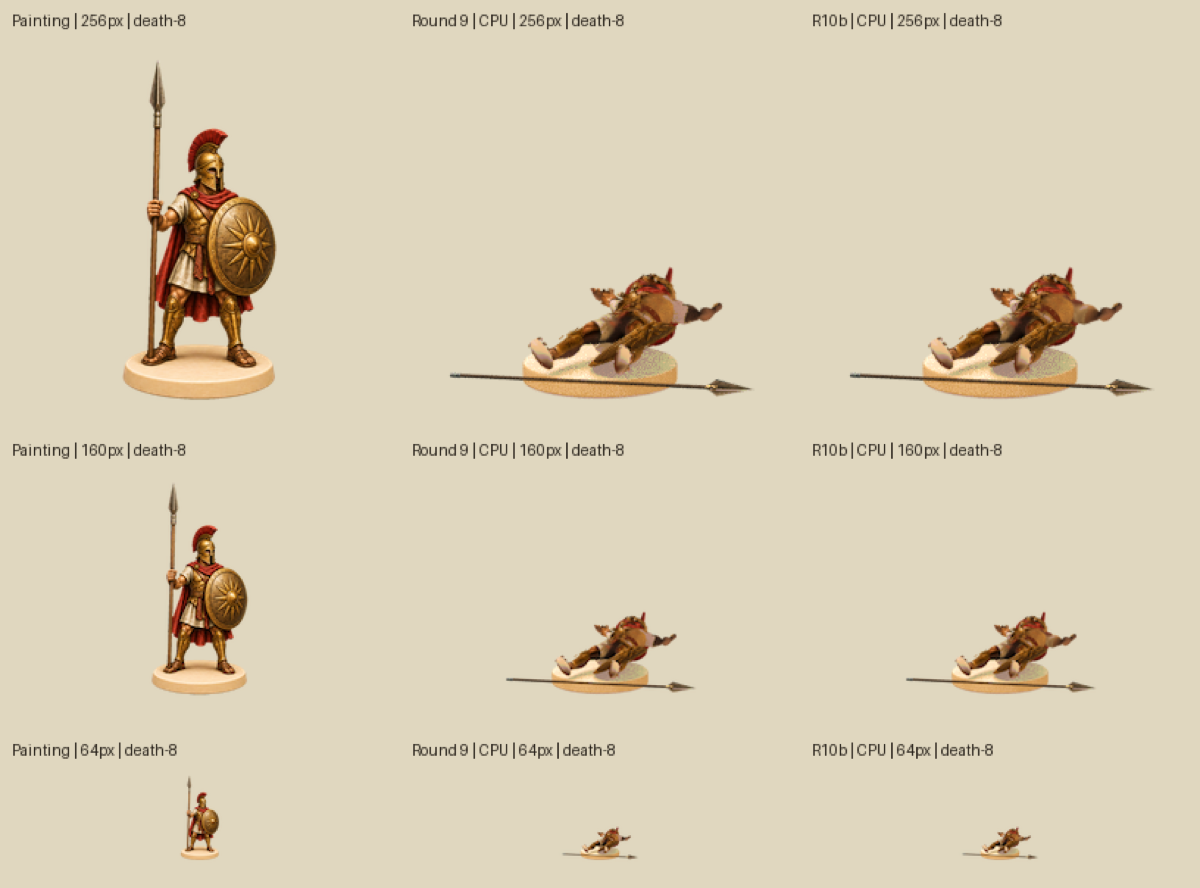 Painting | 256px | death-8
Round 9 | CPU | 256px | death-8
R10b | CPU | 256px | death-8
Painting | 160px | death-8
Round 9 | CPU | 160px | death-8
R10b | CPU | 160px | death-8
Painting | 64px | death-8
Round 9 | CPU | 64px | death-8
R10b | CPU | 64px | death-8